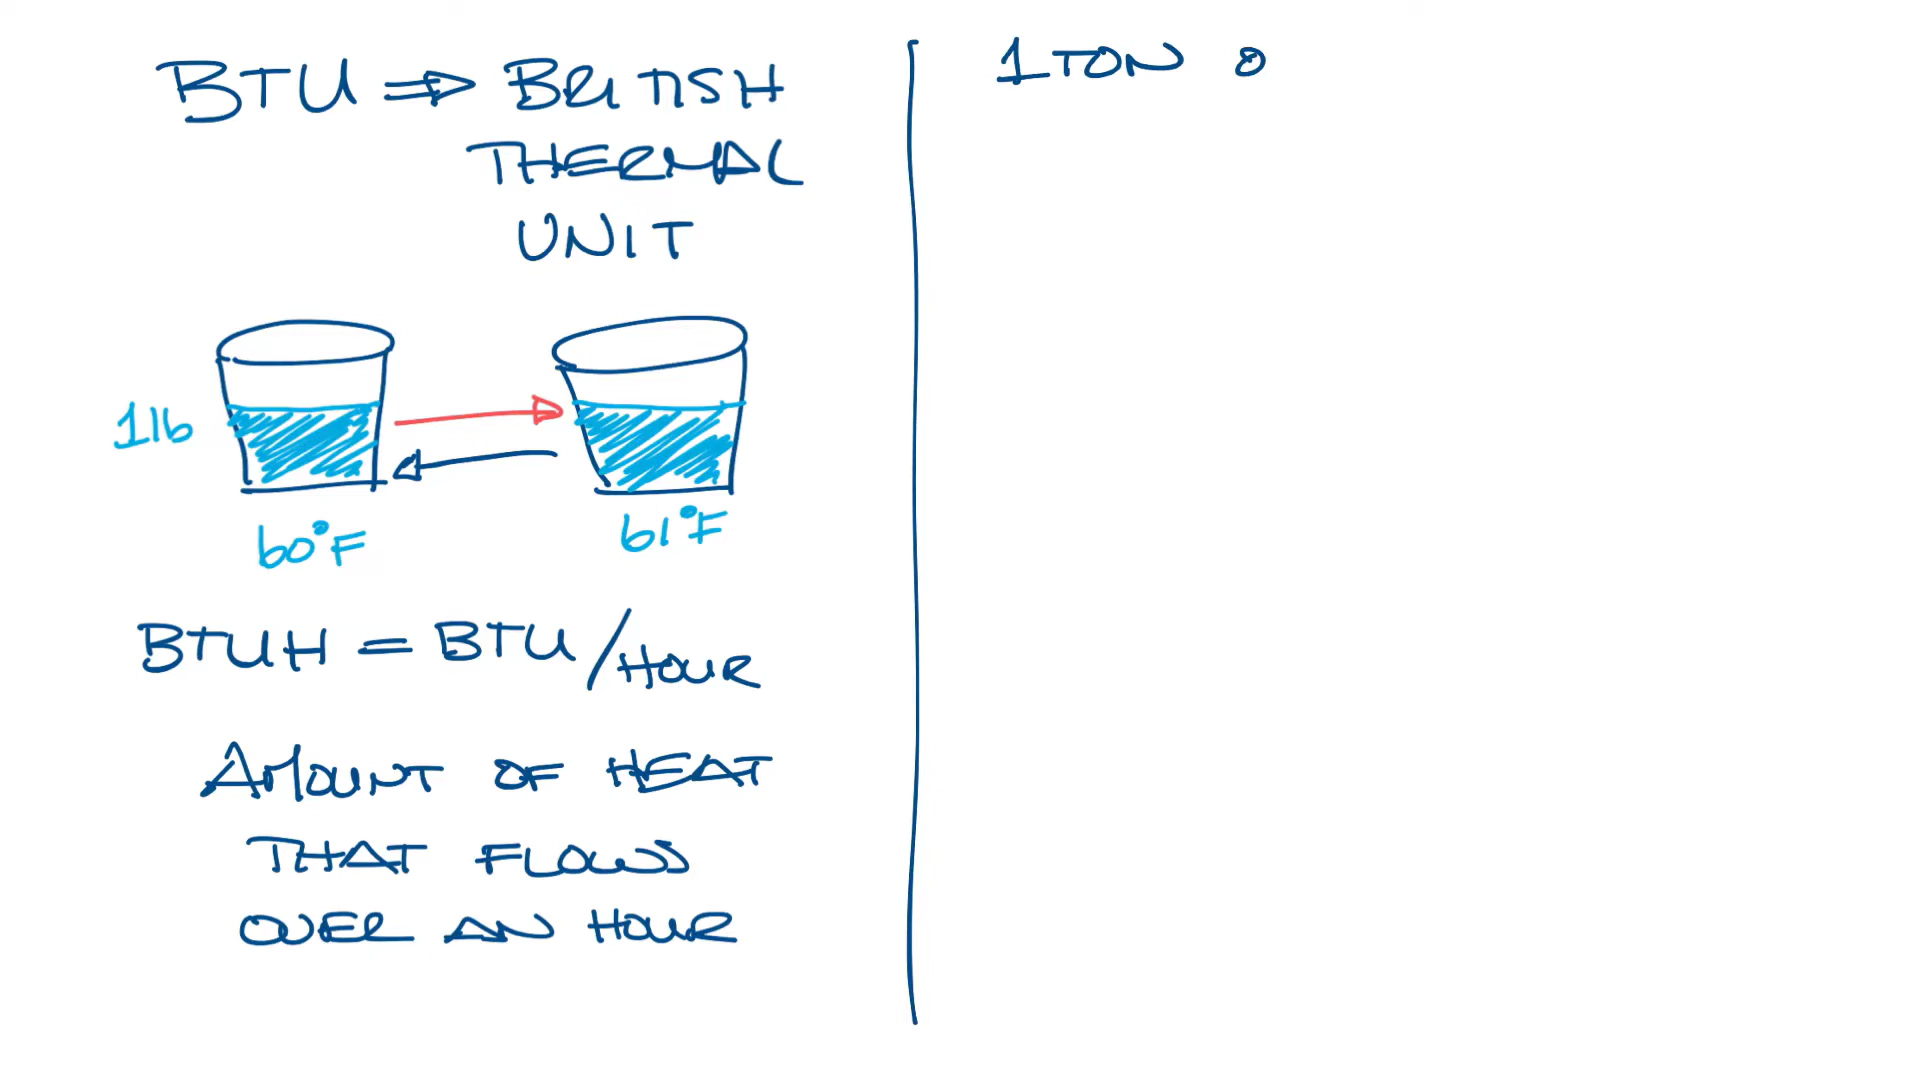 BTU ⇒ BRITISH
THERMAL
UNIT
1lb
60°F
61°F
BTUH = BTU/HOUR
AMOUNT OF HEAT
THAT FLOWS
OVER AN HOUR
1 TON O